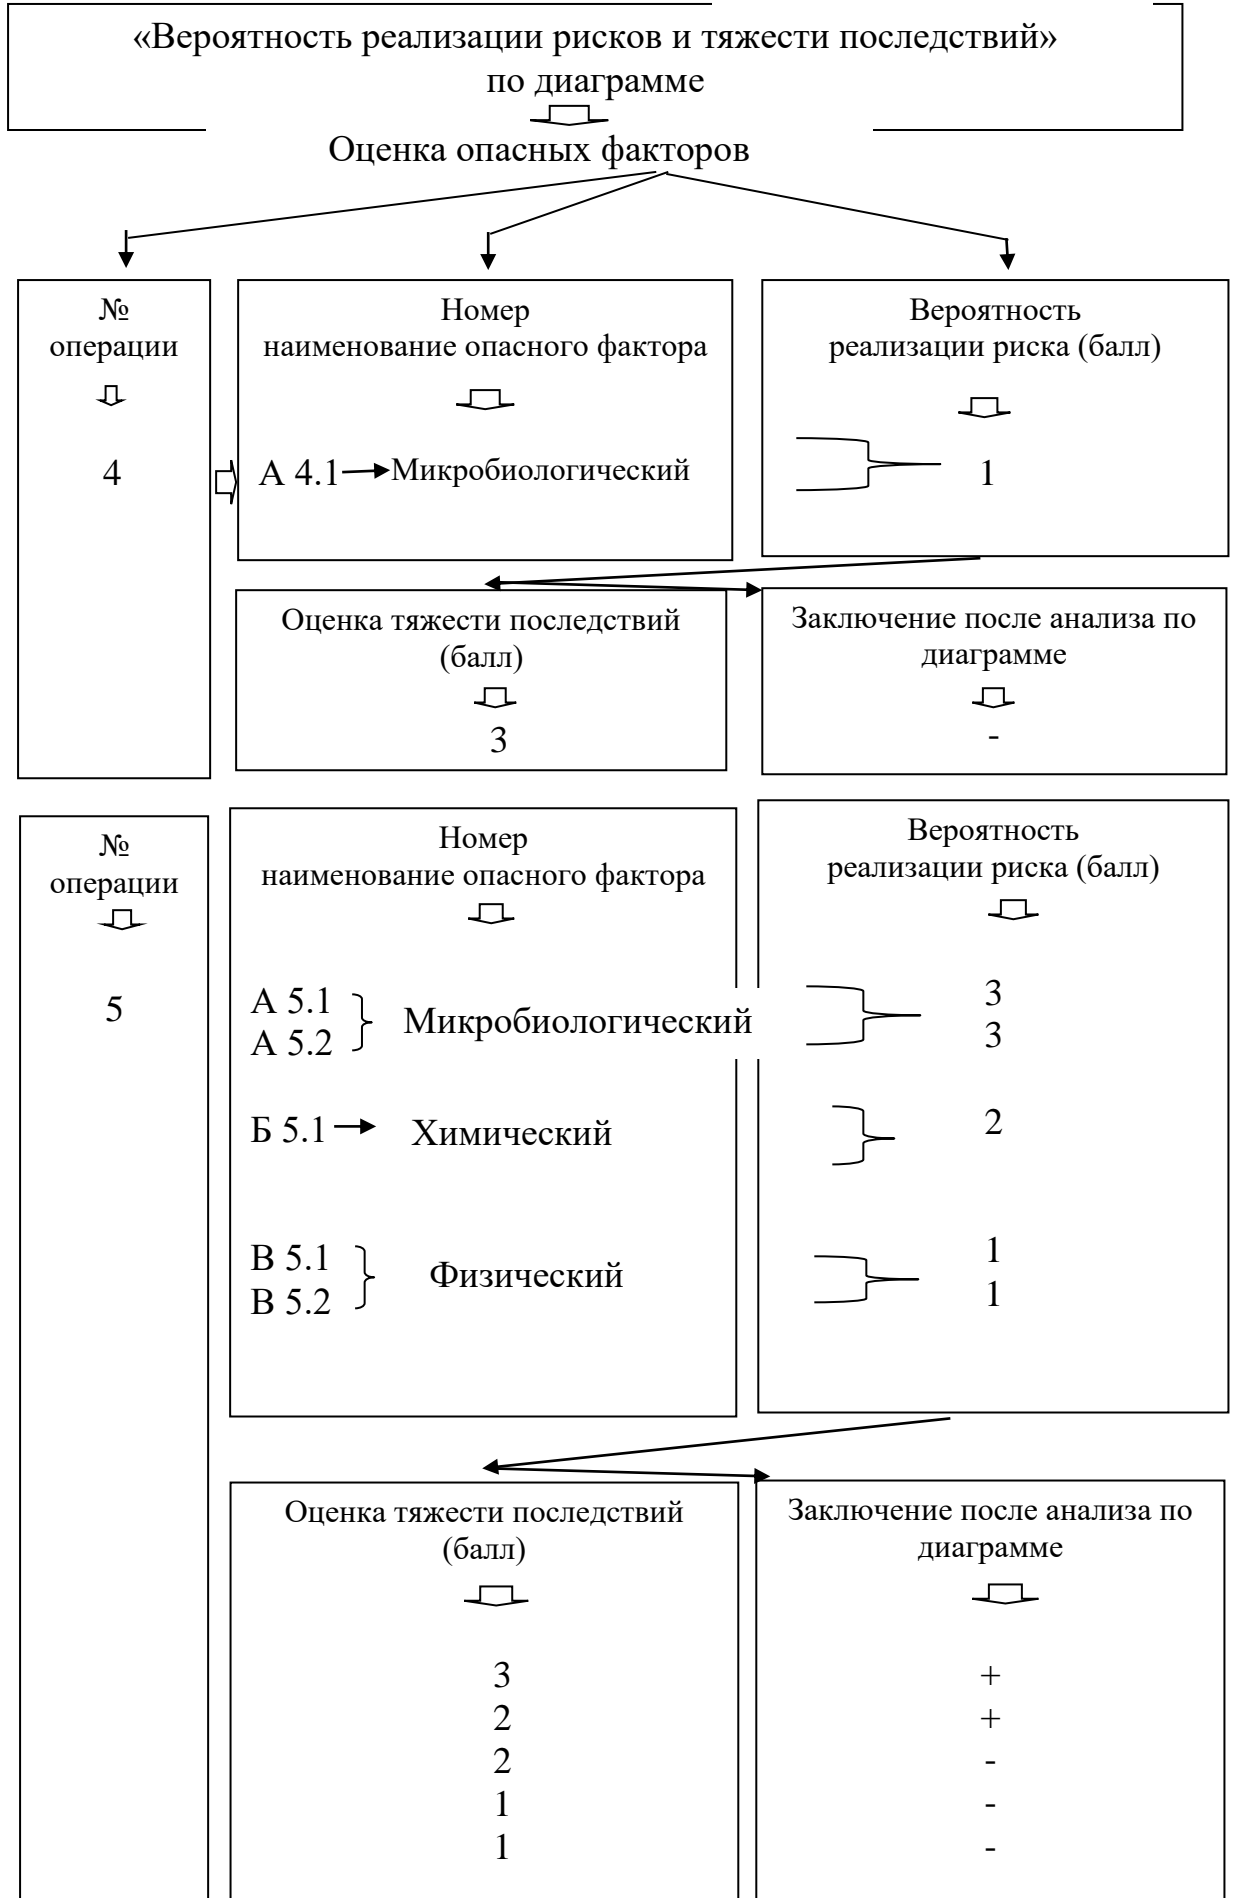 «Вероятность реализации рисков и тяжести последствий»
по диаграмме
Оценка опасных факторов
№
операции
4
Номер
наименование опасного фактора
А 4.1
Микробиологический
Вероятность
реализации риска (балл)
1
Оценка тяжести последствий
(балл)
3
Заключение после анализа по
диаграмме
-
№
операции
5
Номер
наименование опасного фактора
А 5.1
А 5.2
Микробиологический
Б 5.1
Химический
В 5.1
В 5.2
Физический
Вероятность
реализации риска (балл)
3
3
2
1
1
Оценка тяжести последствий
(балл)
3
2
2
1
1
Заключение после анализа по
диаграмме
+
+
-
-
-